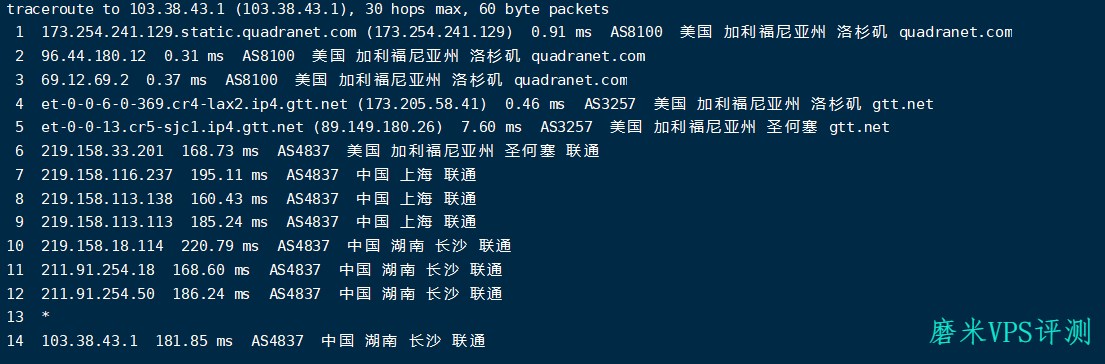 traceroute to 103.38.43.1 (103.38.43.1), 30 hops max, 60 byte packets
1 173.254.241.129.static.quadranet.com (173.254.241.129) 0.91 ms AS8100 美国 加利福尼亚州 洛杉矶 quadranet.com
2 96.44.180.12 0.31 ms AS8100 美国 加利福尼亚州 洛杉矶 quadranet.com
3 69.12.69.2 0.37 ms AS8100 美国 加利福尼亚州 洛杉矶 quadranet.com
4 et-0-0-6-0-369.cr4-lax2.ip4.gtt.net (173.205.58.41) 0.46 ms AS3257 美国 加利福尼亚州 洛杉矶 gtt.net
5 et-0-0-13.cr5-sjc1.ip4.gtt.net (89.149.180.26) 7.60 ms AS3257 美国 加利福尼亚州 圣何塞 gtt.net
6 219.158.33.201 168.73 ms AS4837 美国 加利福尼亚州 圣何塞 联通
7 219.158.116.237 195.11 ms AS4837 中国 上海 联通
8 219.158.113.138 160.43 ms AS4837 中国 上海 联通
9 219.158.113.113 185.24 ms AS4837 中国 上海 联通
10 219.158.18.114 220.79 ms AS4837 中国 湖南 长沙 联通
11 211.91.254.18 168.60 ms AS4837 中国 湖南 长沙 联通
12 211.91.254.50 186.24 ms AS4837 中国 湖南 长沙 联通
13 *
14 103.38.43.1 181.85 ms AS4837 中国 湖南 长沙 联通
磨米VPS评测